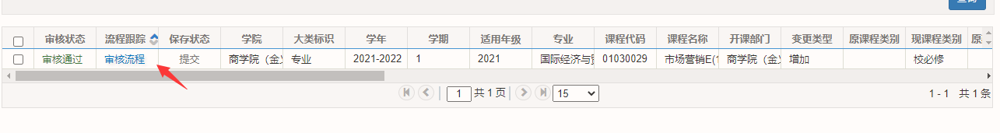 审核状态 流程跟踪 保存状态 学院 大类标识 学年 学期 适用年级 专业 课程代码 课程名称 开课部门 变更类型 原课程类别 现课程类别
审核通过 审核流程 提交 商学院（金 专业 2021-2022 1 2021 国际经济与 01030029 市场营销E( 商学院（金 增加 校必修
1 共 1 页 15 1 - 1 共 1 条